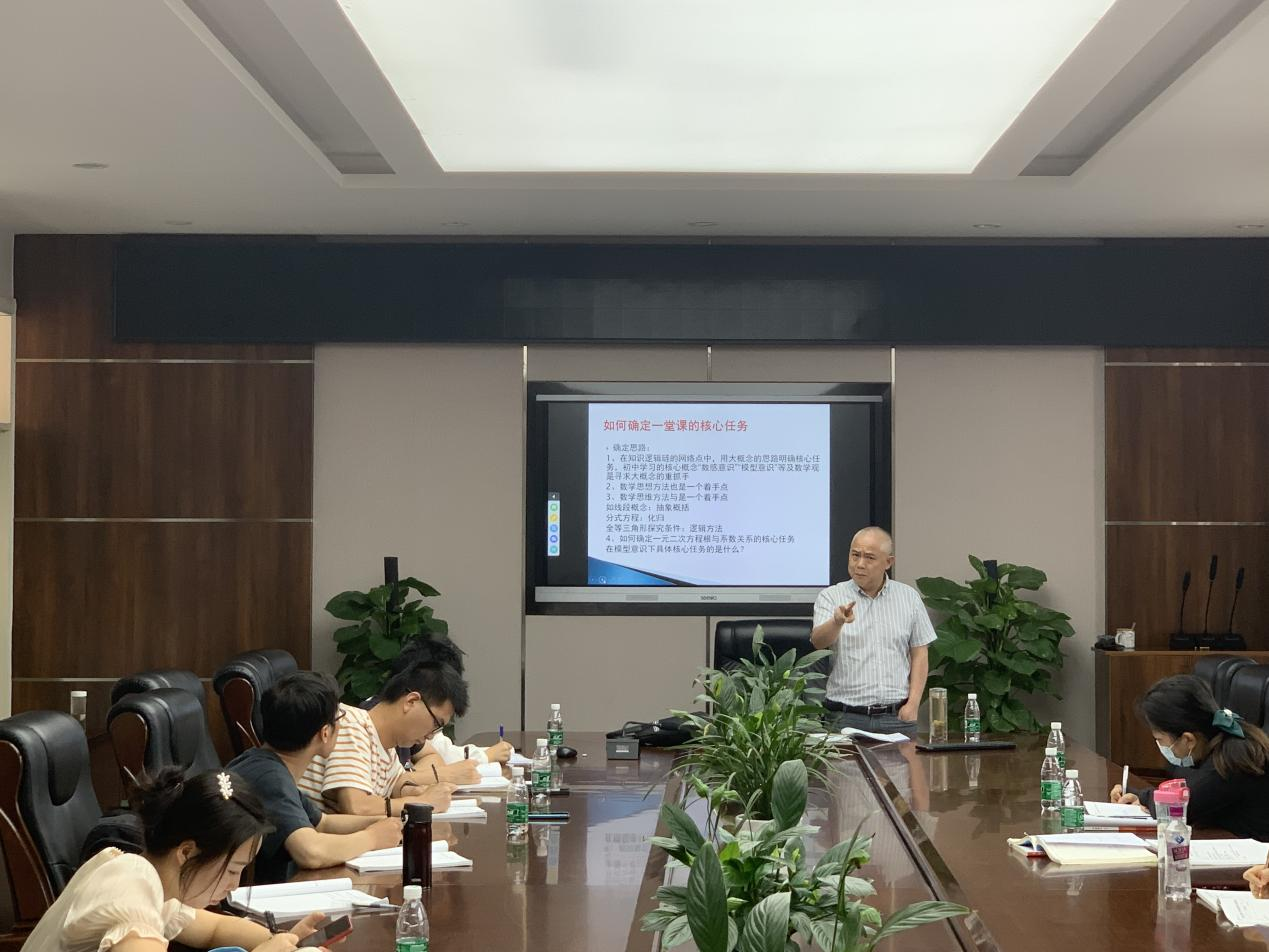 如何确定一堂课的核心任务
确定思路：
1、在知识逻辑链的网络点中，用大概念的思路明确核心任
务，初中学习的核心概念“数感意识”“模型意识”等及数学观
是寻求大概念的重抓手
2、数学思想方法也是一个着手点
3、数学思维方法与是一个着手点
如线段概念：抽象概括
分式方程：化归
全等三角形探究条件：逻辑方法
4、如何确定一元二次方程根与系数关系的核心任务
在模型意识下具体核心任务的是什么？
seewo